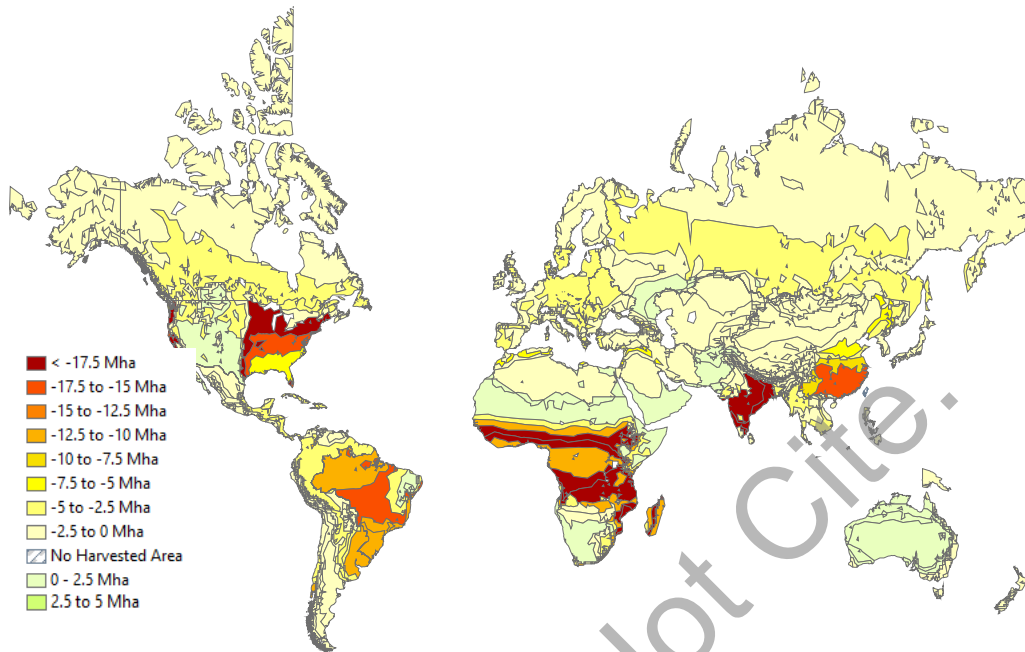 < -17.5 Mha
-17.5 to -15 Mha
-15 to -12.5 Mha
-12.5 to -10 Mha
-10 to -7.5 Mha
-7.5 to -5 Mha
-5 to -2.5 Mha
-2.5 to 0 Mha
No Harvested Area
0 - 2.5 Mha
2.5 to 5 Mha
ot Cite.